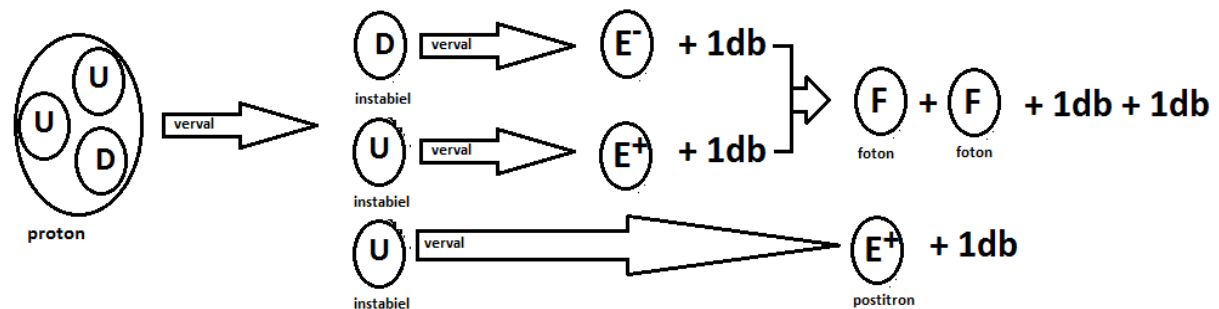 U
U
D
proton
verval
D verval E⁻ + 1db
instabiel
U verval E⁺ + 1db
instabiel
F + F + 1db + 1db
foton foton
U verval E⁺ + 1db
instabiel postitron